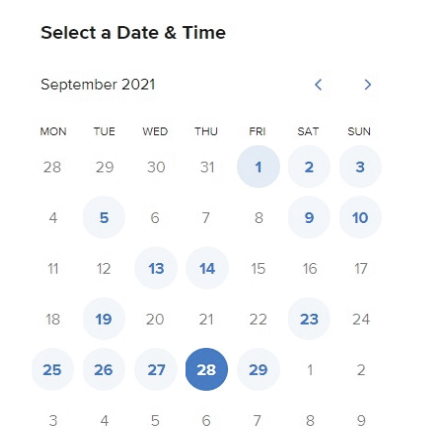 Select a Date & Time
September 2021 < >
MON TUE WED THU FRI SAT SUN
28 29 30 31 1 2 3
4 5 6 7 8 9 10
11 12 13 14 15 16 17
18 19 20 21 22 23 24
25 26 27 28 29 1 2
3 4 5 6 7 8 9